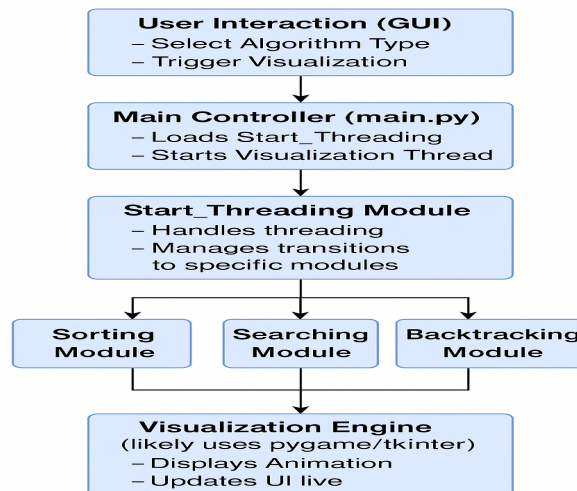 User Interaction (GUI)
– Select Algorithm Type
– Trigger Visualization
Main Controller (main.py)
– Loads Start_Threading
– Starts Visualization Thread
Start_Threading Module
– Handles threading
– Manages transitions
to specific modules
Sorting
Module
Searching
Module
Backtracking
Module
Visualization Engine
(likely uses pygame/tkinter)
– Displays Animation
– Updates UI live